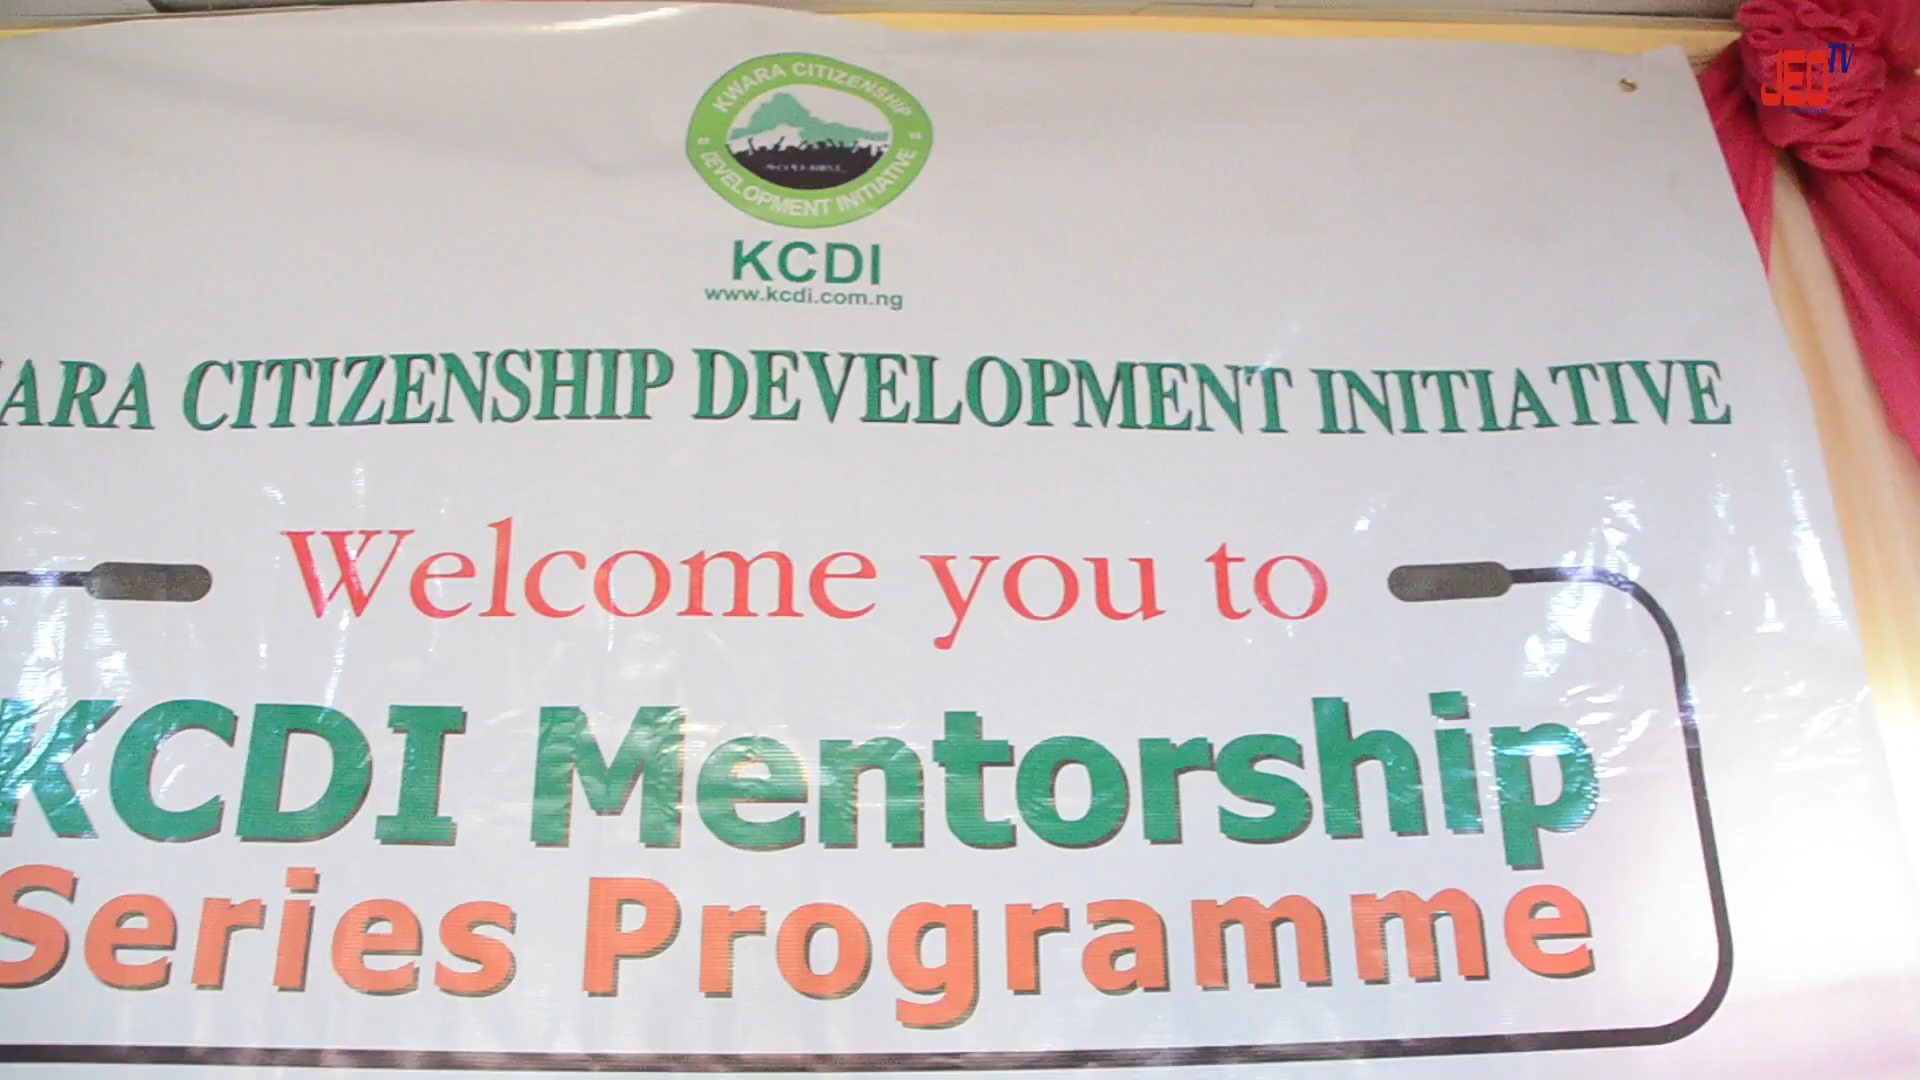 KWARA CITIZENSHIP
DEVELOPMENT INITIATIVE
KCDI
www.kcdi.com.ng
ARA CITIZENSHIP DEVELOPMENT INITIATIVE
Welcome you to
KCDI Mentorship
Series Programme
JEO TV